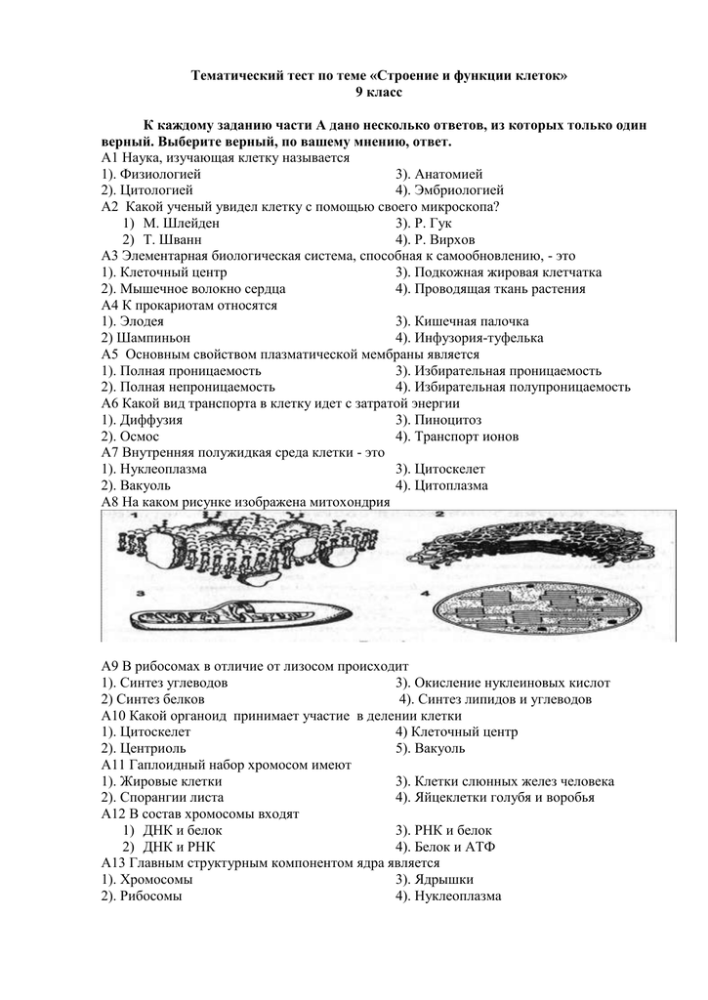 Тематический тест по теме «Строение и функции клеток»
9 класс
К каждому заданию части А дано несколько ответов, из которых только один
верный. Выберите верный, по вашему мнению, ответ.
А1 Наука, изучающая клетку называется
1). Физиологией 3). Анатомией
2). Цитологией 4). Эмбриологией
А2 Какой ученый увидел клетку с помощью своего микроскопа?
1) М. Шлейден 3). Р. Гук
2) Т. Шванн 4). Р. Вирхов
А3 Элементарная биологическая система, способная к самообновлению, - это
1). Клеточный центр 3). Подкожная жировая клетчатка
2). Мышечное волокно сердца 4). Проводящая ткань растения
А4 К прокариотам относятся
1). Элодея 3). Кишечная палочка
2) Шампиньон 4). Инфузория-туфелька
А5 Основным свойством плазматической мембраны является
1). Полная проницаемость 3). Избирательная проницаемость
2). Полная непроницаемость 4). Избирательная полупроницаемость
А6 Какой вид транспорта в клетку идет с затратой энергии
1). Диффузия 3). Пиноцитоз
2). Осмос 4). Транспорт ионов
А7 Внутренняя полужидкая среда клетки - это
1). Нуклеоплазма 3). Цитоскелет
2). Вакуоль 4). Цитоплазма
А8 На каком рисунке изображена митохондрия
1 2
3 4
А9 В рибосомах в отличие от лизосом происходит
1). Синтез углеводов 3). Окисление нуклеиновых кислот
2) Синтез белков 4). Синтез липидов и углеводов
А10 Какой органоид принимает участие в делении клетки
1). Цитоскелет 4) Клеточный центр
2). Центриоль 5). Вакуоль
А11 Гаплоидный набор хромосом имеют
1). Жировые клетки 3). Клетки слюнных желез человека
2). Спорангии листа 4). Яйцеклетки голубя и воробья
А12 В состав хромосомы входят
1) ДНК и белок 3). РНК и белок
2) ДНК и РНК 4). Белок и АТФ
А13 Главным структурным компонентом ядра является
1). Хромосомы 3). Ядрышки
2). Рибосомы 4). Нуклеоплазма